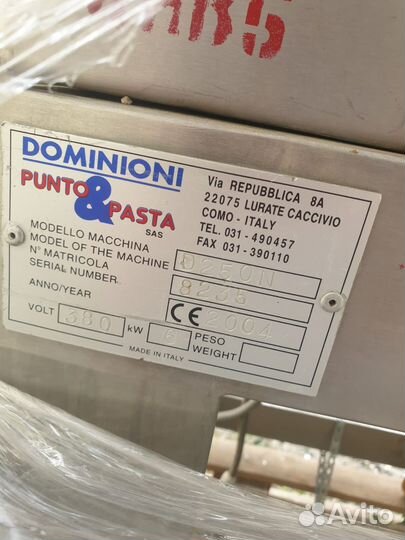 AB5
DOMINIONI
PUNTO & PASTA
SAS
Via REPUBBLICA 8A
22075 LURATE CACCIVIO
COMO - ITALY
TEL. 031 - 490457
FAX 031 - 390110
MODELLO MACCHINA
MODEL OF THE MACHINE D250N
N° MATRICOLA
SERIAL NUMBER 8235
ANNO/YEAR CE 2004
VOLT 380 kW PESO
WEIGHT
MADE IN ITALY
Avito